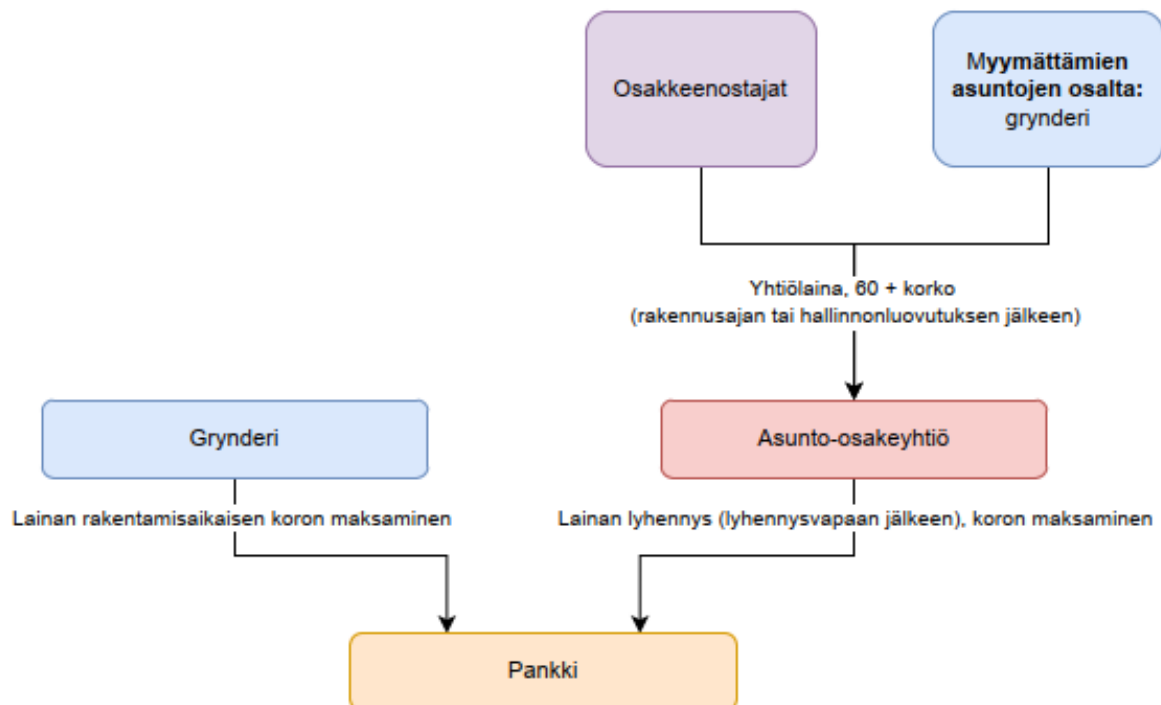 Osakkeenostajat
Myymättämien
asuntojen osalta:
grynderi
Yhtiölaina, 60 + korko
(rakennusajan tai hallinnonluovutuksen jälkeen)
Grynderi
Asunto-osakeyhtiö
Lainan rakentamisaikaisen koron maksaminen
Lainan lyhennys (lyhennysvapaan jälkeen), koron maksaminen
Pankki